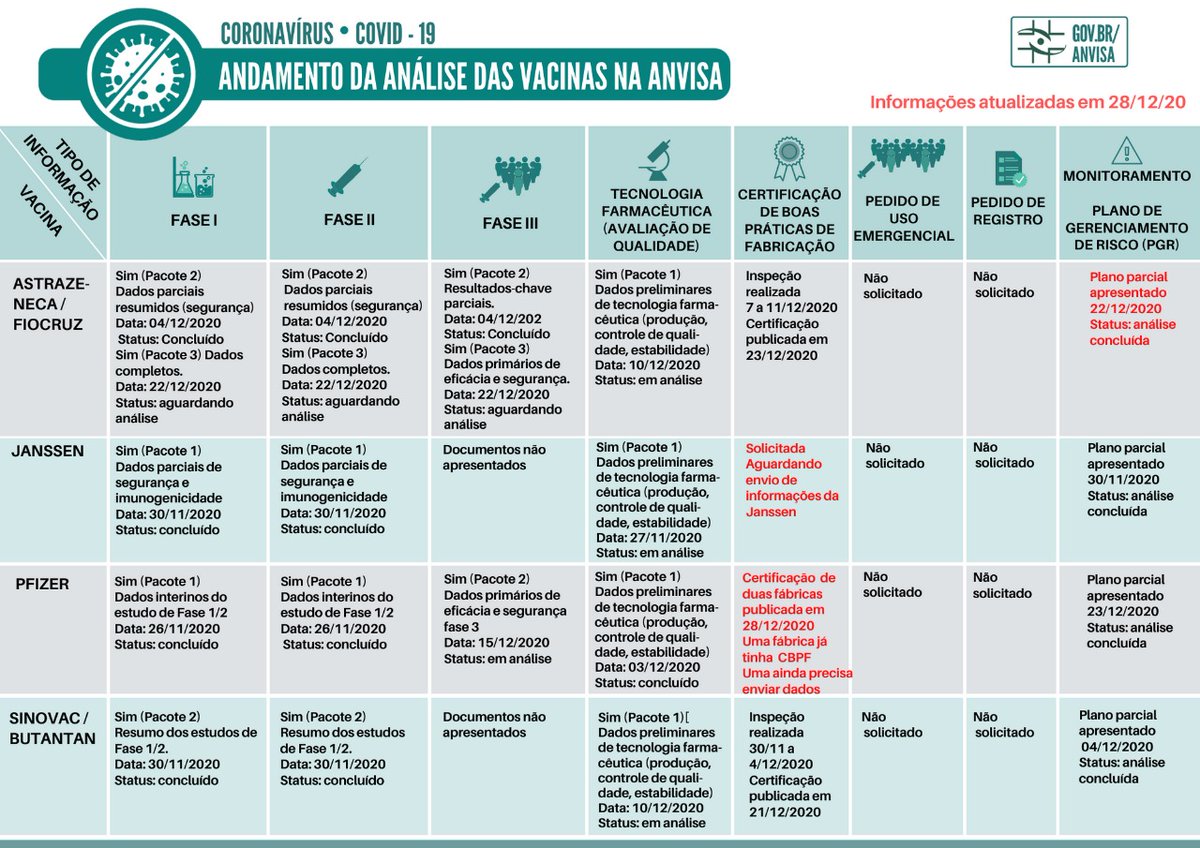 CORONAVÍRUS • COVID - 19
ANDAMENTO DA ANÁLISE DAS VACINAS NA ANVISA
GOV.BR/
ANVISA
Informações atualizadas em 28/12/20
TIPO DE
INFORMAÇÃO
VACINA
FASE I
FASE II
FASE III
TECNOLOGIA
FARMACÊUTICA
(AVALIAÇÃO DE
QUALIDADE)
CERTIFICAÇÃO
DE BOAS
PRÁTICAS DE
FABRICAÇÃO
PEDIDO DE
USO
EMERGENCIAL
PEDIDO DE
REGISTRO
MONITORAMENTO
PLANO DE
GERENCIAMENTO
DE RISCO (PGR)
ASTRAZE-
NECA /
FIOCRUZ
Sim (Pacote 2)
Dados parciais
resumidos (segurança)
Data: 04/12/2020
Status: Concluído
Sim (Pacote 3) Dados
completos.
Data: 22/12/2020
Status: aguardando
análise
Sim (Pacote 2)
Dados parciais
resumidos (segurança)
Data: 04/12/2020
Status: Concluído
Sim (Pacote 3)
Dados completos.
Data: 22/12/2020
Status: aguardando
análise
Sim (Pacote 2)
Resultados-chave
parciais.
Data: 04/12/202
Status: Concluído
Sim (Pacote 3)
Dados primários de
eficácia e segurança.
Data: 22/12/2020
Status: aguardando
análise
Sim (Pacote 1)
Dados preliminares
de tecnologia farma-
cêutica (produção,
controle de quali-
dade, estabilidade)
Data: 10/12/2020
Status: em análise
Inspeção
realizada
7 a 11/12/2020
Certificação
publicada em
23/12/2020
Não
solicitado
Não
solicitado
Plano parcial
apresentado
22/12/2020
Status: análise
concluída
JANSSEN
Sim (Pacote 1)
Dados parciais de
segurança e
imunogenicidade
Data: 30/11/2020
Status: concluído
Sim (Pacote 1)
Dados parciais de
segurança e
imunogenicidade
Data: 30/11/2020
Status: concluído
Documentos não
apresentados
Sim (Pacote 1)
Dados preliminares
de tecnologia farma-
cêutica (produção,
controle de quali-
dade, estabilidade)
Data: 27/11/2020
Status: em análise
Solicitada
Aguardando
envio de
informações da
Janssen
Não
solicitado
Não
solicitado
Plano parcial
apresentado
30/11/2020
Status: análise
concluída
PFIZER
Sim (Pacote 1)
Dados interinos do
estudo de Fase 1/2
Data: 26/11/2020
Status: concluído
Sim (Pacote 1)
Dados interinos do
estudo de Fase 1/2
Data: 26/11/2020
Status: concluído
Sim (Pacote 2)
Dados primários de
eficácia e segurança
fase 3
Data: 15/12/2020
Status: em análise
Sim (Pacote 1)
Dados preliminares
de tecnologia farma-
cêutica (produção,
controle de quali-
dade, estabilidade)
Data: 03/12/2020
Status: concluído
Certificação de
duas fábricas
publicada em
28/12/2020
Uma fábrica já
tinha CBPF
Uma ainda precisa
enviar dados
Não
solicitado
Não
solicitado
Plano parcial
apresentado
23/12/2020
Status: análise
concluída
SINOVAC /
BUTANTAN
Sim (Pacote 2)
Resumo dos estudos de
Fase 1/2.
Data: 30/11/2020
Status: concluído
Sim (Pacote 2)
Resumo dos estudos
de Fase 1/2.
Data: 30/11/2020
Status: concluído
Documentos não
apresentados
Sim (Pacote 1)[
Dados preliminares
de tecnologia farma-
cêutica (produção,
controle de quali-
dade, estabilidade)
Data: 10/12/2020
Status: em análise
Inspeção
realizada
30/11 a
4/12/2020
Certificação
publicada em
21/12/2020
Não
solicitado
Não
solicitado
Plano parcial
apresentado
04/12/2020
Status: análise
concluída